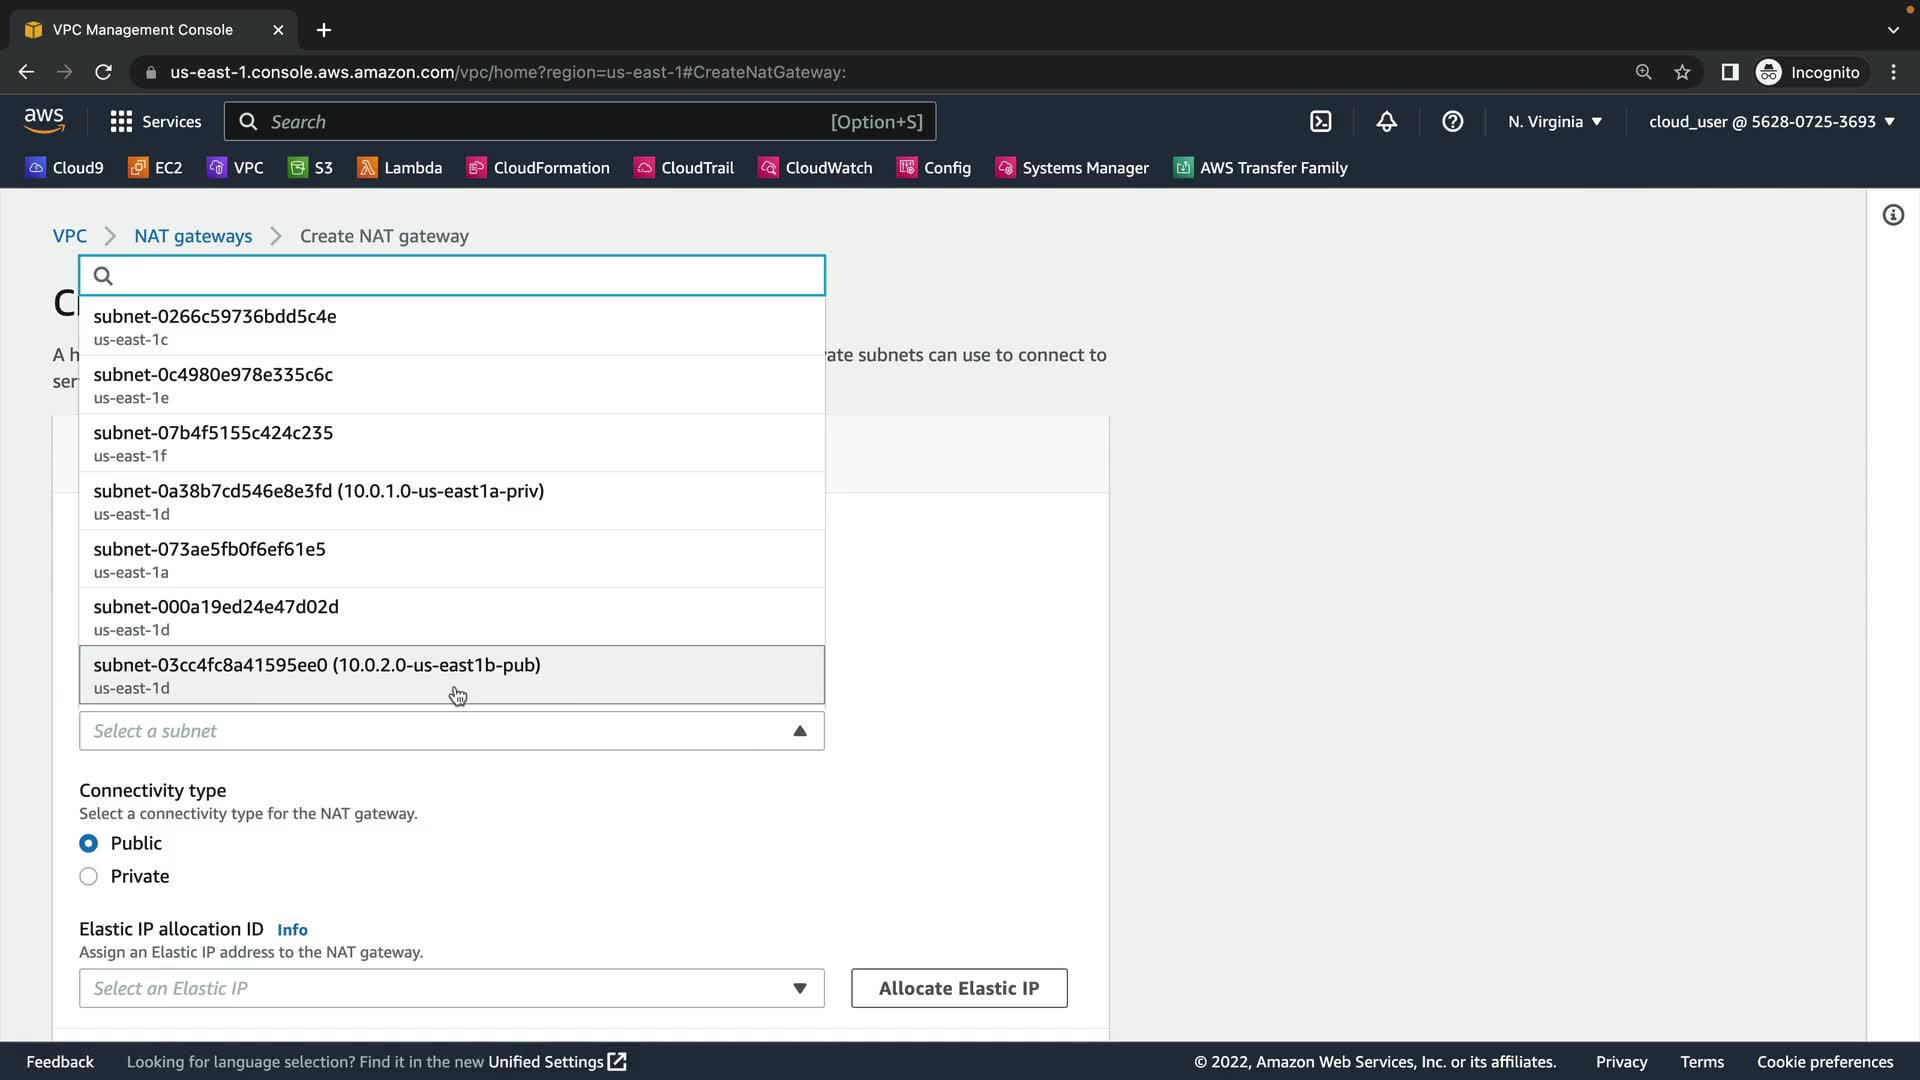 VPC Management Console
us-east-1.console.aws.amazon.com/vpc/home?region=us-east-1#CreateNatGateway:
Incognito
aws
Services
Search
[Option+S]
N. Virginia
cloud_user @ 5628-0725-3693
Cloud9
EC2
VPC
S3
Lambda
CloudFormation
CloudTrail
CloudWatch
Config
Systems Manager
AWS Transfer Family
VPC
NAT gateways
Create NAT gateway
subnet-0266c59736bdd5c4e
us-east-1c
ate subnets can use to connect to
subnet-0c4980e978e335c6c
us-east-1e
subnet-07b4f5155c424c235
us-east-1f
subnet-0a38b7cd546e8e3fd (10.0.1.0-us-east1a-priv)
us-east-1d
subnet-073ae5fb0f6ef61e5
us-east-1a
subnet-000a19ed24e47d02d
us-east-1d
subnet-03cc4fc8a41595ee0 (10.0.2.0-us-east1b-pub)
us-east-1d
Select a subnet
Connectivity type
Select a connectivity type for the NAT gateway.
Public
Private
Elastic IP allocation ID Info
Assign an Elastic IP address to the NAT gateway.
Select an Elastic IP
Allocate Elastic IP
Feedback
Looking for language selection? Find it in the new Unified Settings
© 2022, Amazon Web Services, Inc. or its affiliates.
Privacy
Terms
Cookie preferences